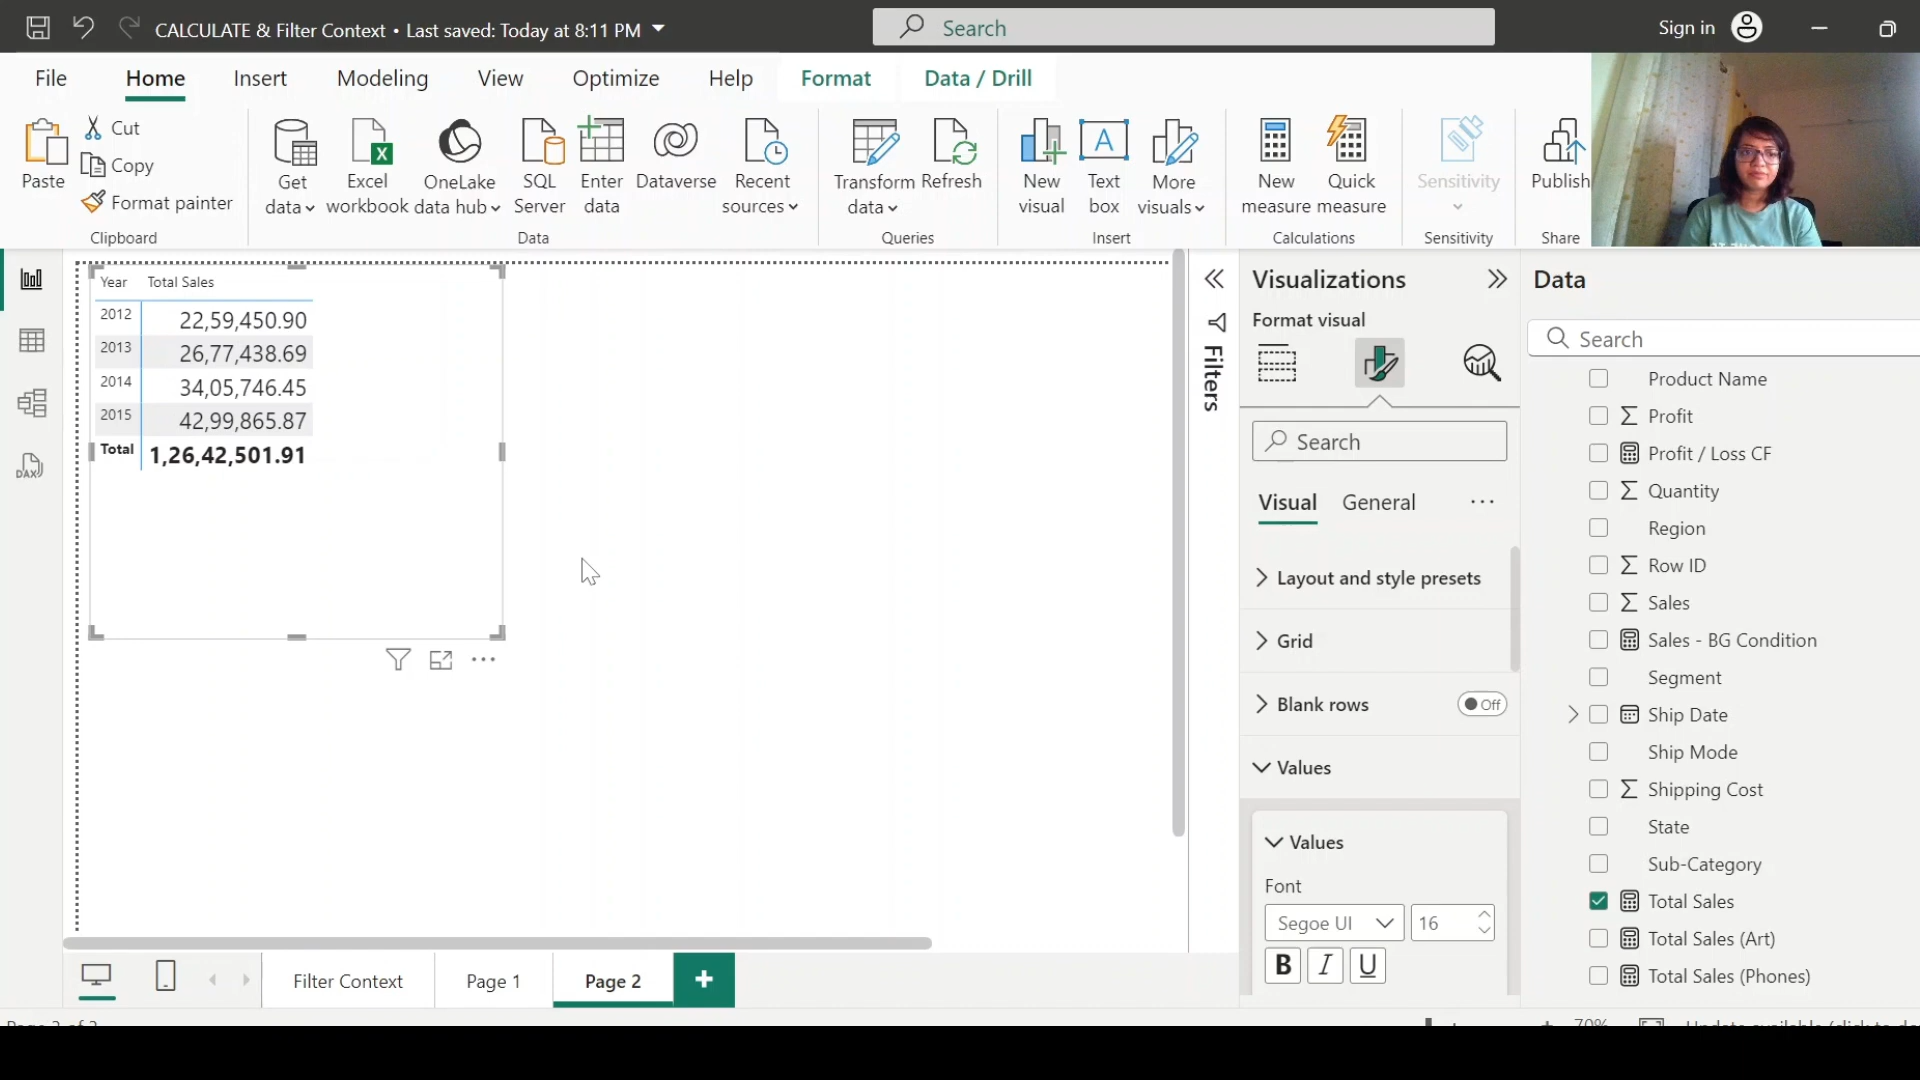 CALCULATE & Filter Context • Last saved: Today at 8:11 PM
Search
Sign in
File Home Insert Modeling View Optimize Help Format Data / Drill
Paste
Cut
Copy
Format painter
Clipboard
Get data
Excel workbook
OneLake data hub
SQL Server
Enter data
Dataverse
Recent sources
Data
Transform data
Refresh
Queries
New visual
Text box
More visuals
Insert
New measure
Quick measure
Calculations
Sensitivity
Sensitivity
Publish
Share
DAX
Year Total Sales
2012 22,59,450.90
2013 26,77,438.69
2014 34,05,746.45
2015 42,99,865.87
Total 1,26,42,501.91
Filters
Visualizations
Format visual
Search
Visual General
Layout and style presets
Grid
Blank rows Off
Values
Values
Font
Segoe UI 16
B I U
Data
Search
Product Name
Profit
Profit / Loss CF
Quantity
Region
Row ID
Sales
Sales - BG Condition
Segment
Ship Date
Ship Mode
Shipping Cost
State
Sub-Category
Total Sales
Total Sales (Art)
Total Sales (Phones)
Filter Context Page 1 Page 2
70%